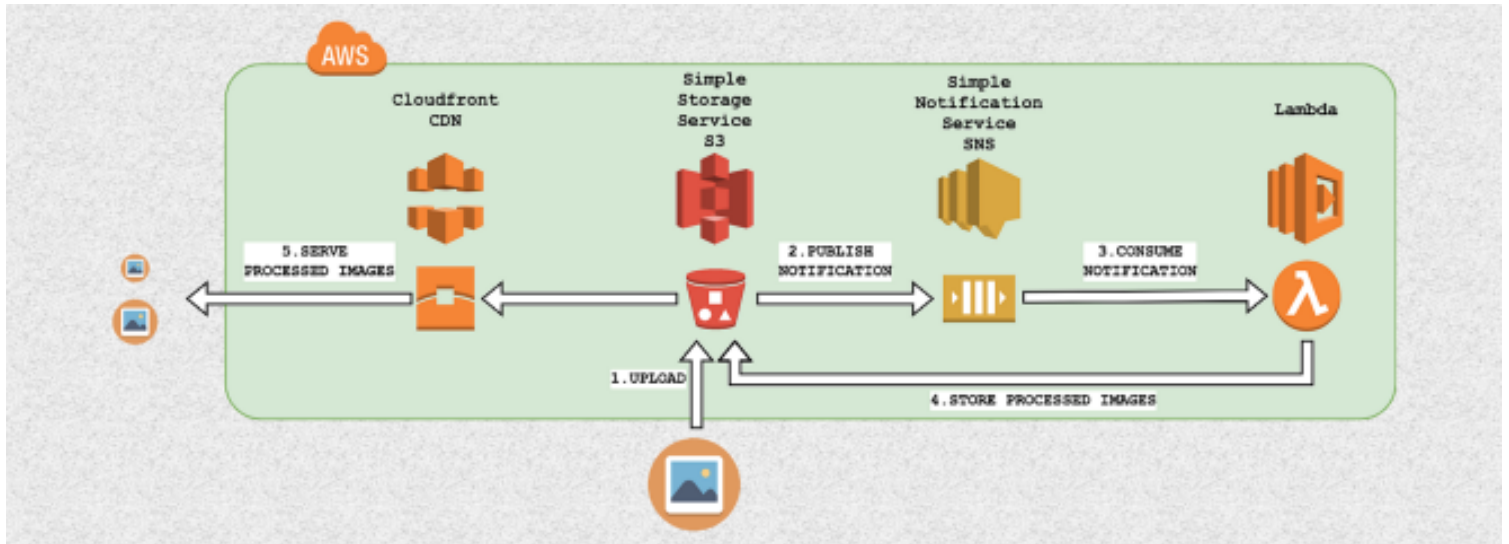 AWS
Cloudfront
CDN
Simple
Storage
Service
S3
Simple
Notification
Service
SNS
Lambda
5.SERVE
PROCESSED IMAGES
2.PUBLISH
NOTIFICATION
3.CONSUME
NOTIFICATION
λ
1.UPLOAD
4.STORE PROCESSED IMAGES